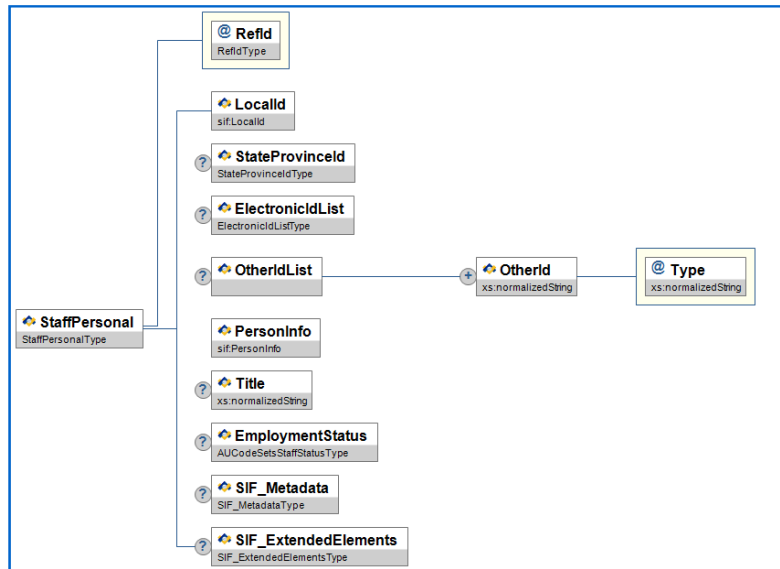 @ RefId
RefIdType
LocalId
sif:LocalId
? StateProvinceId
StateProvinceIdType
? ElectronicIdList
ElectronicIdListType
? OtherIdList
+ OtherId
xs:normalizedString
@ Type
xs:normalizedString
StaffPersonal
StaffPersonalType
PersonInfo
sif:PersonInfo
? Title
xs:normalizedString
? EmploymentStatus
AUCodeSetsStaffStatusType
? SIF_Metadata
SIF_MetadataType
? SIF_ExtendedElements
SIF_ExtendedElementsType